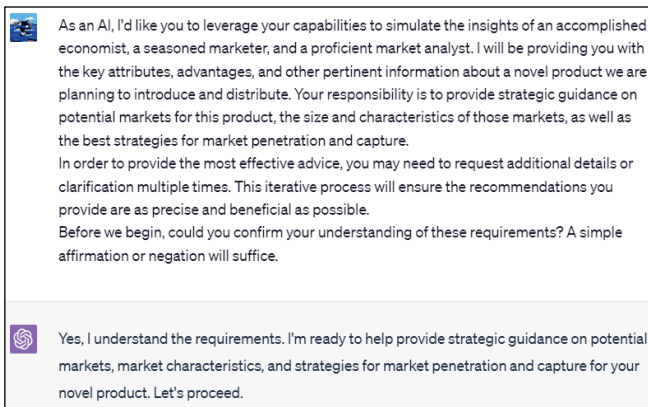 As an AI, I'd like you to leverage your capabilities to simulate the insights of an accomplished
economist, a seasoned marketer, and a proficient market analyst. I will be providing you with
the key attributes, advantages, and other pertinent information about a novel product we are
planning to introduce and distribute. Your responsibility is to provide strategic guidance on
potential markets for this product, the size and characteristics of those markets, as well as
the best strategies for market penetration and capture.
In order to provide the most effective advice, you may need to request additional details or
clarification multiple times. This iterative process will ensure the recommendations you
provide are as precise and beneficial as possible.
Before we begin, could you confirm your understanding of these requirements? A simple
affirmation or negation will suffice.
Yes, I understand the requirements. I'm ready to help provide strategic guidance on potential
markets, market characteristics, and strategies for market penetration and capture for your
novel product. Let's proceed.